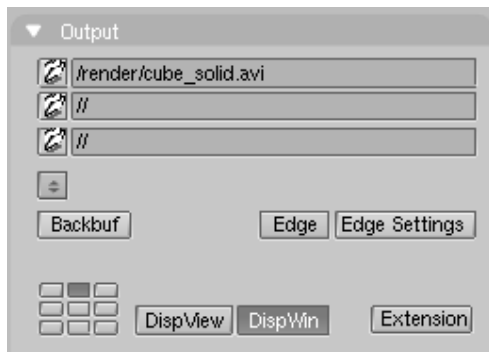 Output
/render/cube_solid.avi
//
//
Backbuf Edge Edge Settings
DispView DispWin Extension